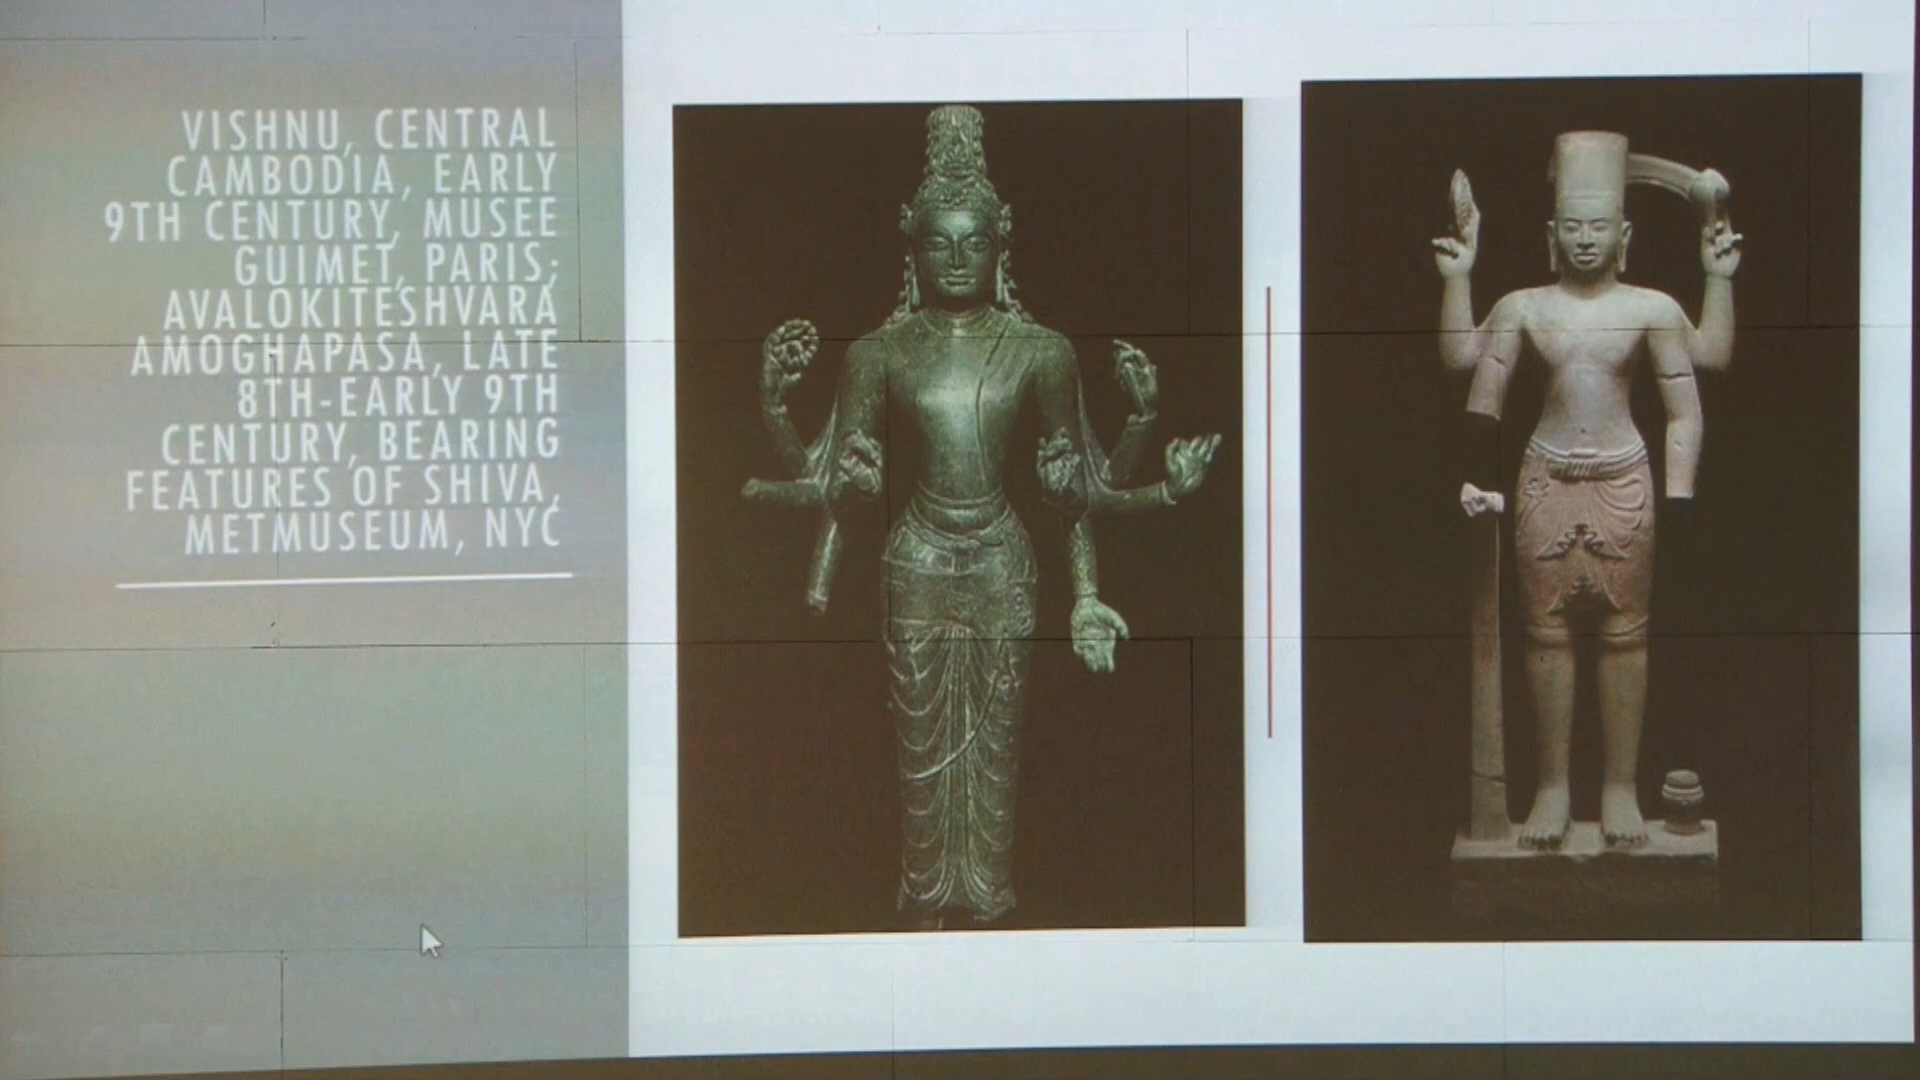 VISHNU, CENTRAL
CAMBODIA, EARLY
9TH CENTURY, MUSEE
GUIMET, PARIS;
AVALOKITESHVARA
AMOGHAPASA, LATE
8TH-EARLY 9TH
CENTURY, BEARING
FEATURES OF SHIVA,
METMUSEUM, NYC